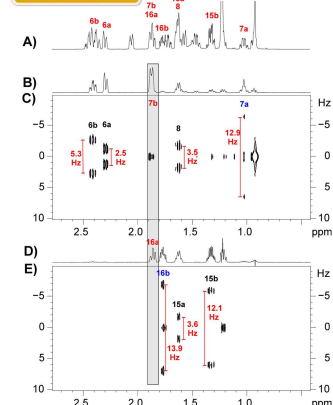 7b
8
15b
6b
6a
16a
16b
7a
A)
B)
C)
7b
7a
Hz
6b
6a
8
−5
12.9
Hz
5.3
Hz
2.5
Hz
3.5
Hz
0
5
10
2.5
2.0
1.5
1.0
ppm
D)
16a
E)
16b
15b
Hz
15a
−5
12.1
Hz
3.6
Hz
0
13.9
Hz
5
10
2.5
2.0
1.5
1.0
ppm